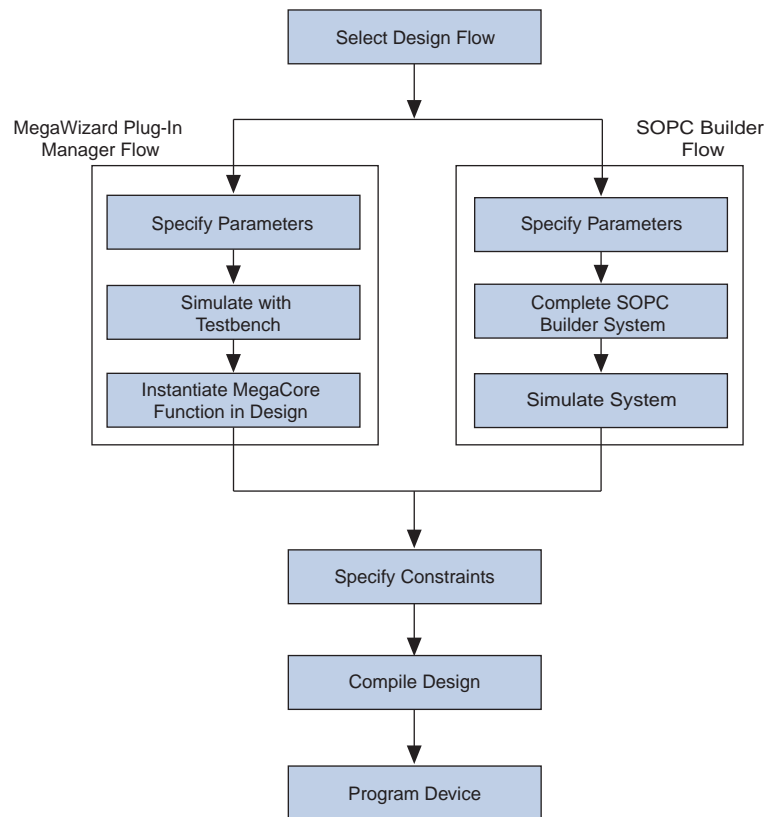 Select Design Flow
MegaWizard Plug-In
Manager Flow
Specify Parameters
Simulate with
Testbench
Instantiate MegaCore
Function in Design
SOPC Builder
Flow
Specify Parameters
Complete SOPC
Builder System
Simulate System
Specify Constraints
Compile Design
Program Device